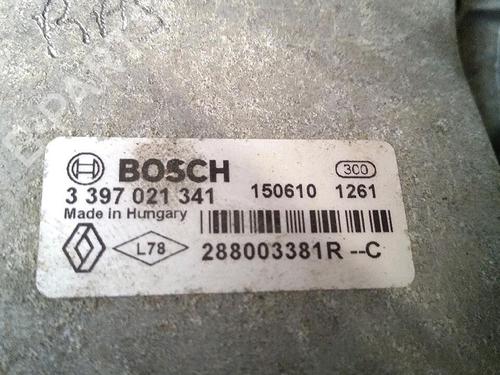 BOSCH
300
3 397 021 341 150610 1261
Made in Hungary
L78 288003381R --C